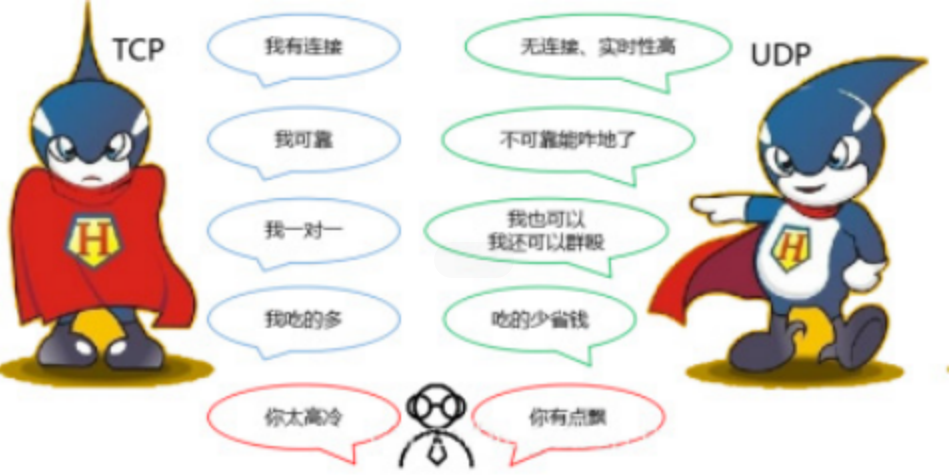 TCP
我有连接
无连接、实时性高
UDP
我可靠
不可靠能咋地了
我一对一
我也可以
我还可以群殴
我吃的多
吃的少省钱
你太高冷
你有点飘
H
H